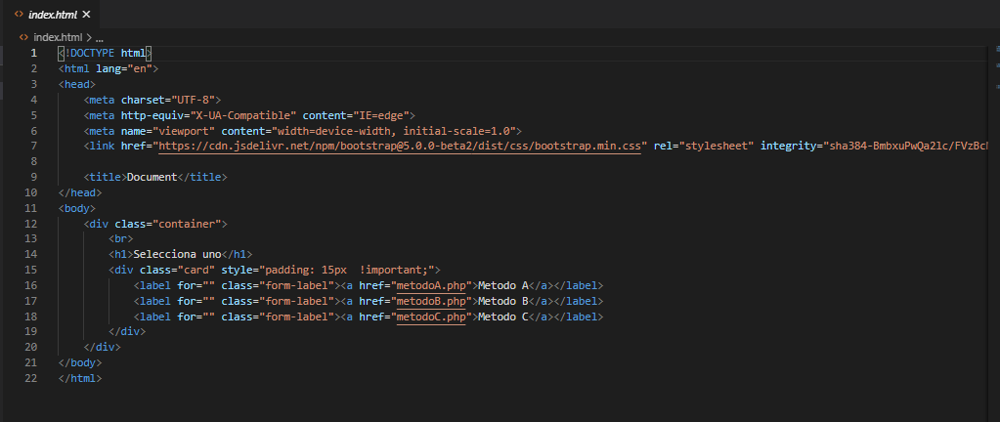 index.html
index.html > ...
1 <!DOCTYPE html>
2 <html lang="en">
3 <head>
4 <meta charset="UTF-8">
5 <meta http-equiv="X-UA-Compatible" content="IE=edge">
6 <meta name="viewport" content="width=device-width, initial-scale=1.0">
7 <link href="https://cdn.jsdelivr.net/npm/bootstrap@5.0.0-beta2/dist/css/bootstrap.min.css" rel="stylesheet" integrity="sha384-BmbxuPwQa2lc/FVzBc
8
9 <title>Document</title>
10 </head>
11 <body>
12 <div class="container">
13 <br>
14 <h1>Selecciona uno</h1>
15 <div class="card" style="padding: 15px  !important;">
16 <label for="" class="form-label"><a href="metodoA.php">Metodo A</a></label>
17 <label for="" class="form-label"><a href="metodoB.php">Metodo B</a></label>
18 <label for="" class="form-label"><a href="metodoC.php">Metodo C</a></label>
19 </div>
20 </div>
21 </body>
22 </html>